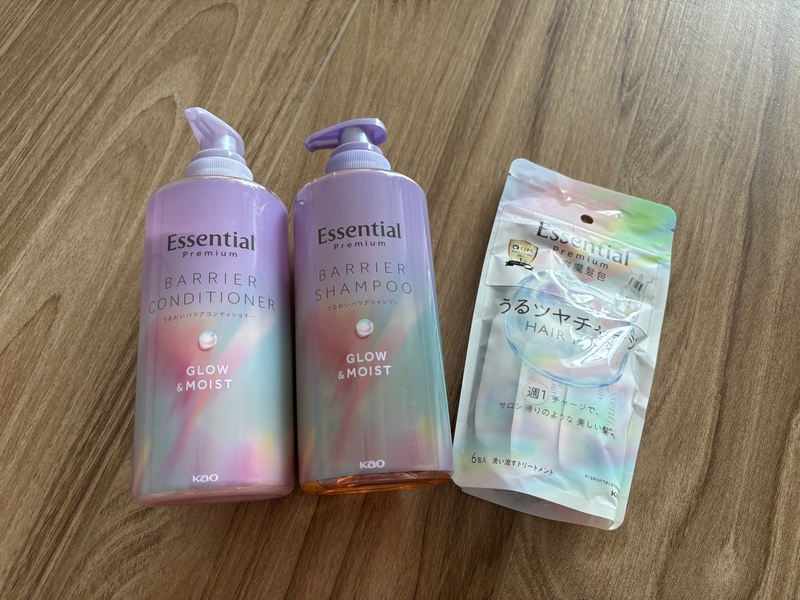 Essential
Premium
BARRIER
CONDITIONER
うるおいバリアコンディショナー
GLOW
&MOIST
Kao
Essential
Premium
BARRIER
SHAMPOO
うるおいバリアシャンプー
GLOW
&MOIST
Kao
Essential
Premium
魔髮包
うるツヤチャージ
HAIR
週1 チャージで、
サロン帰りのような 美しい髪へ
6包入 洗い流すトリートメント